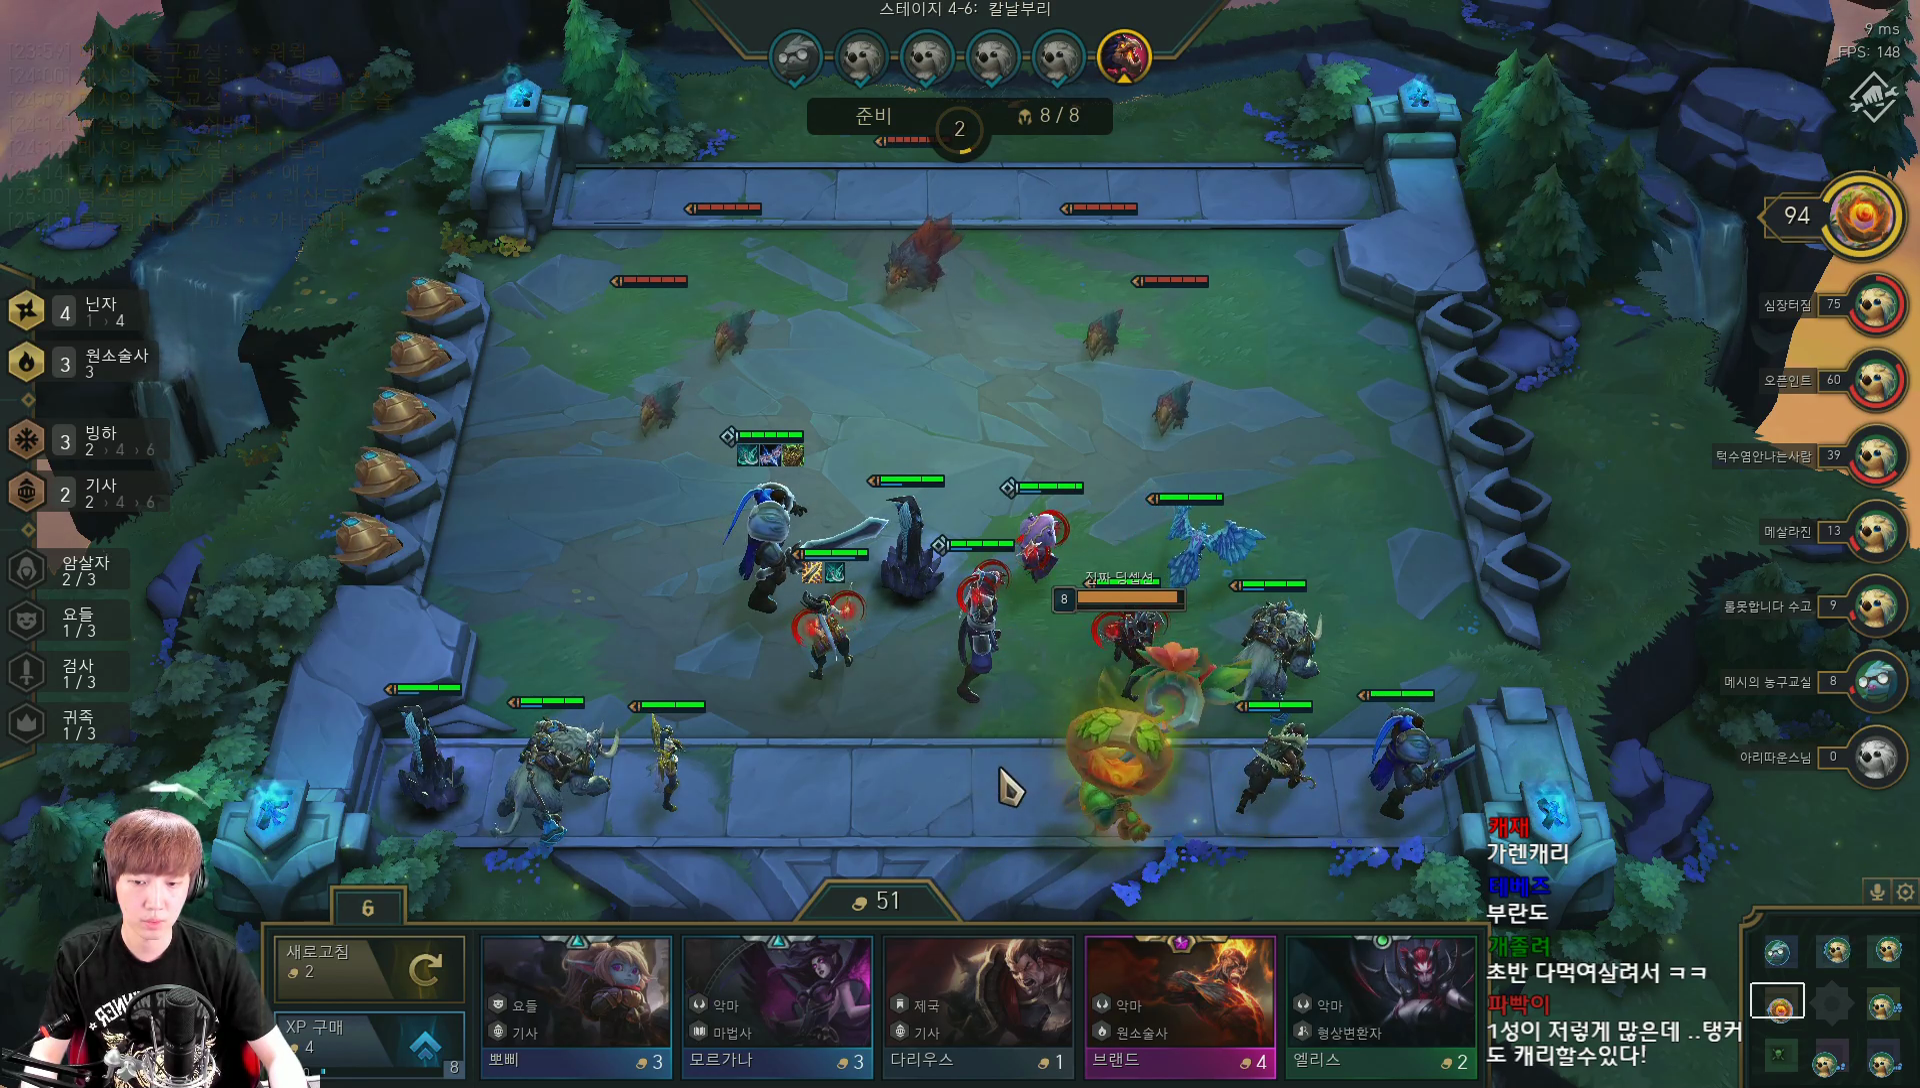 스테이지 4-6: 칼날부리
9 ms
FPS: 148
준비
2
8 / 8
94
심장터짐 75
오픈인트 60
턱수염안나는사람 39
메살라진 13
롤못합니다 수고 9
메시의 농구교실 8
아리따운스님 0
4 닌자
1 › 4
3 원소술사
3
3 빙하
2 › 4 › 6
2 기사
2 › 4 › 6
암살자
2 / 3
요들
1 / 3
검사
1 / 3
귀족
1 / 3
8
51
6
새로고침
2
XP 구매
4
8
요들
기사
뽀삐 3
악마
마법사
모르가나 3
제국
기사
다리우스 1
악마
원소술사
브랜드 4
악마
형상변환자
엘리스 2
캐재
가렌캐리
테베즈
부란도
개졸려
초반 다먹여살려서 ㅋㅋ
파빡이
1성이 저렇게 많은데 ..탱커
도 캐리할수있다!